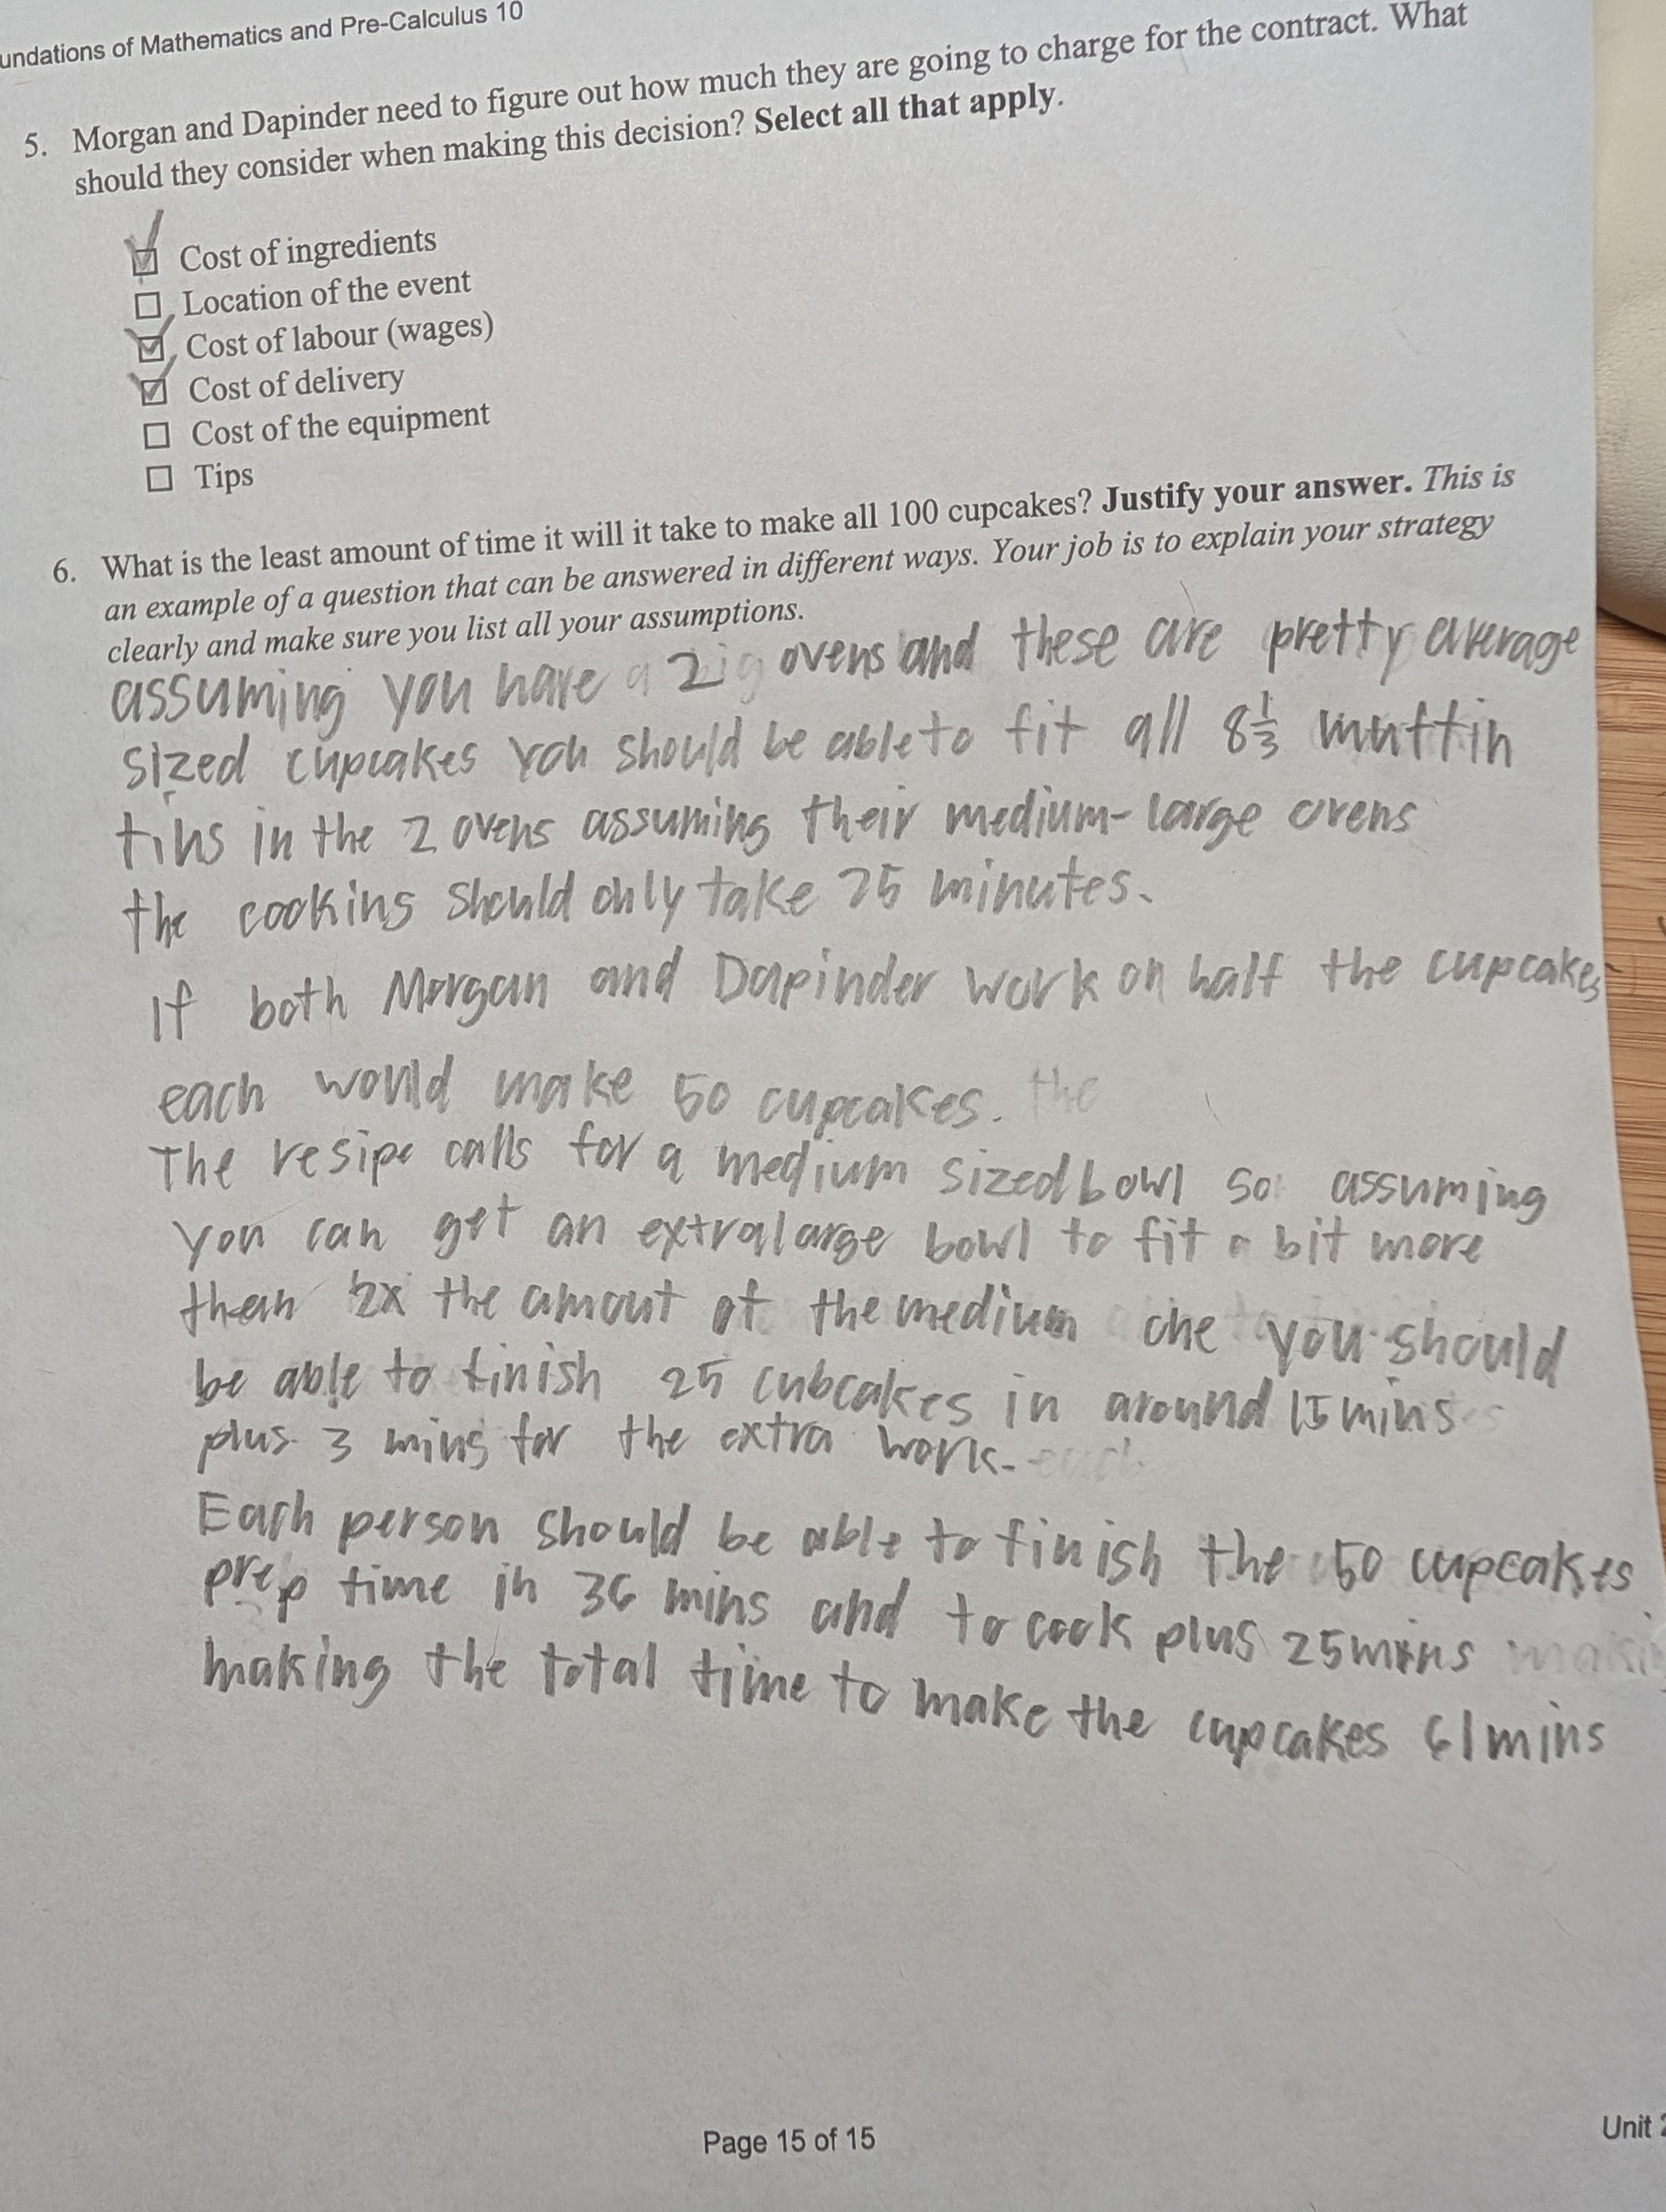 undations of Mathematics and Pre-Calculus 10
5. Morgan and Dapinder need to figure out how much they are going to charge for the contract. What
should they consider when making this decision? Select all that apply.
Cost of ingredients
Location of the event
Cost of labour (wages)
Cost of delivery
Cost of the equipment
Tips
6. What is the least amount of time it will it take to make all 100 cupcakes? Justify your answer. This is
an example of a question that can be answered in different ways. Your job is to explain your strategy
clearly and make sure you list all your assumptions.
assuming you have 2 ovens and these are pretty average
sized cupcakes you should be able to fit all 8 1/3 muffin
tins in the 2 ovens assuming their medium-large ovens
the cooking should only take 25 minutes.
If both Morgan and Dapinder work on half the cupcakes
each would make 50 cupcakes. the
The resipe calls for a medium sized bowl so assuming
you can get an extra large bowl to fit a bit more
then 2x the amout of the medium one you should
be able to finish 25 cubcakes in around 15 mins
plus 3 mins for the extra work.
Each person should be able to finish the 50 cupcakes
prep time in 36 mins and to cook plus 25 mins
making the total time to make the cupcakes 61 mins
Page 15 of 15
Unit 2